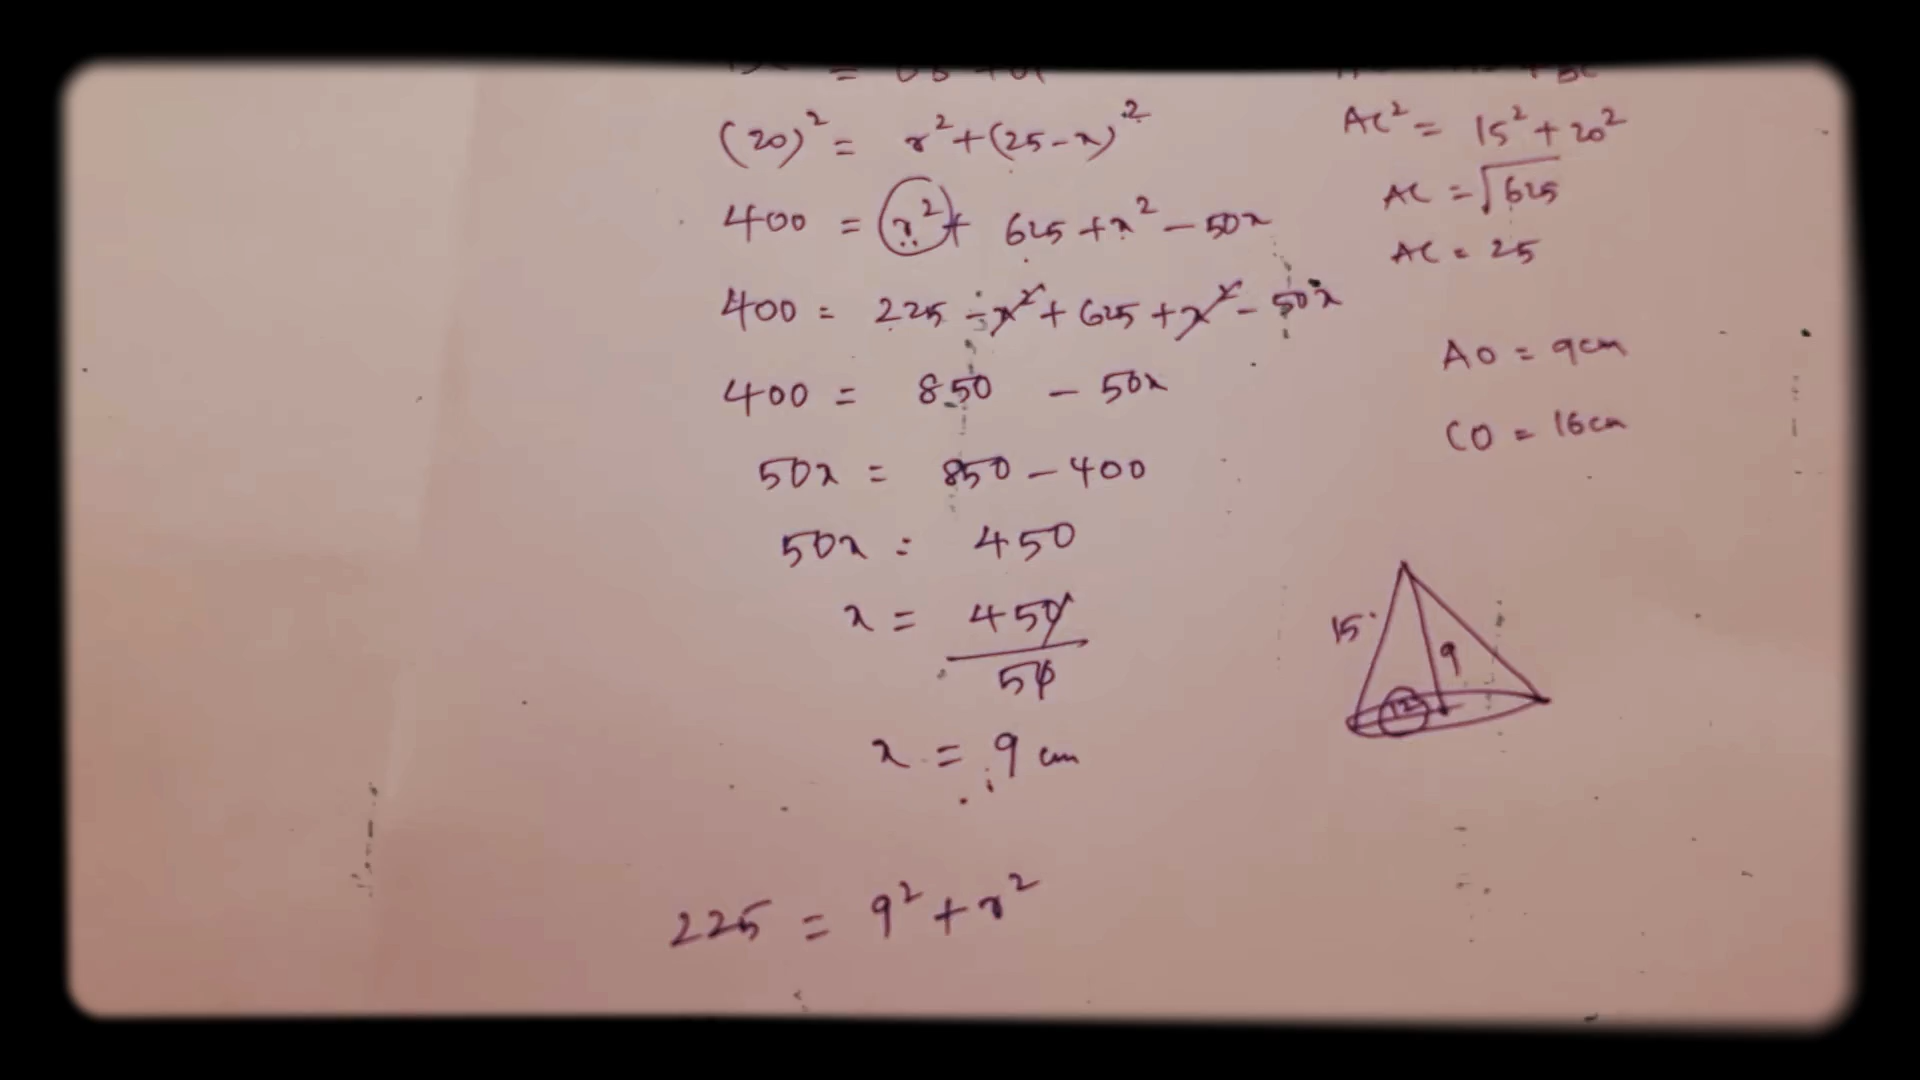 (20)² = r² + (25 - x)²
400 = r² + 625 + x² - 50x
400 = 225 - x² + 625 + x² - 50x
400 = 850 - 50x
50x = 850 - 400
50x = 450
x = 450/50
x = 9 cm
225 = 9² + r²
AC² = 15² + 20²
AC = √625
AC = 25
AO = 9cm
CO = 16cm
15
9
12